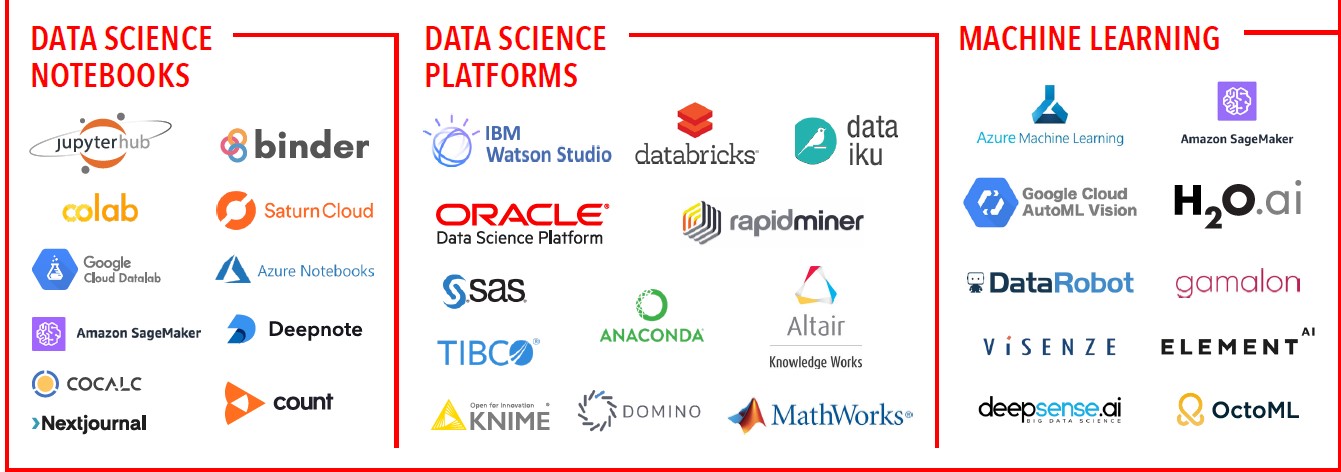 DATA SCIENCE
NOTEBOOKS
jupyterhub
binder
colab
Saturn Cloud
Google
Cloud Datalab
Azure Notebooks
Amazon SageMaker
Deepnote
COCALC
count
Nextjournal
DATA SCIENCE
PLATFORMS
IBM
Watson Studio
databricks
data
iku
ORACLE®
Data Science Platform
rapidminer
sas
ANACONDA
Altair
Knowledge Works
TIBCO®
Open for Innovation
KNIME
DOMINO
MathWorks®
MACHINE LEARNING
Azure Machine Learning
Amazon SageMaker
Google Cloud
AutoML Vision
H2O.ai
DataRobot
gamalon
ViSENZE
ELEMENT AI
deepsense.ai
BIG DATA SCIENCE
OctoML